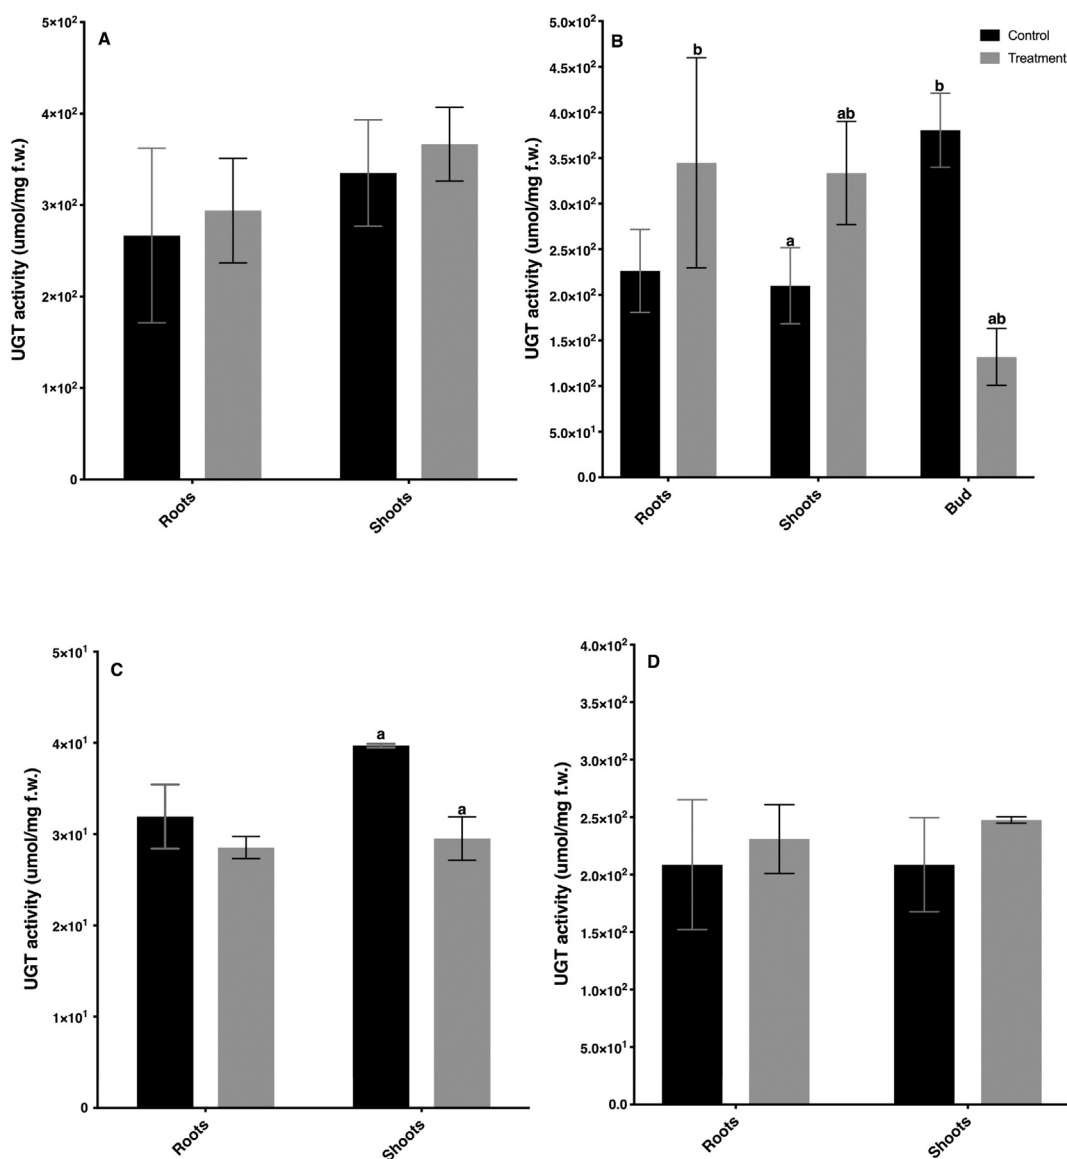 A
UGT activity (umol/mg f.w.)
5×10²
4×10²
3×10²
2×10²
1×10²
0
Roots
Shoots
B
Control
Treatment
UGT activity (umol/mg f.w.)
5.0×10²
4.5×10²
4.0×10²
3.5×10²
3.0×10²
2.5×10²
2.0×10²
1.5×10²
1.0×10²
5.0×10¹
0.0
b
a
ab
b
ab
Roots
Shoots
Bud
C
UGT activity (umol/mg f.w.)
5×10¹
4×10¹
3×10¹
2×10¹
1×10¹
0
a
a
Roots
Shoots
D
UGT activity (umol/mg f.w.)
4.0×10²
3.5×10²
3.0×10²
2.5×10²
2.0×10²
1.5×10²
1.0×10²
5.0×10¹
0.0
Roots
Shoots